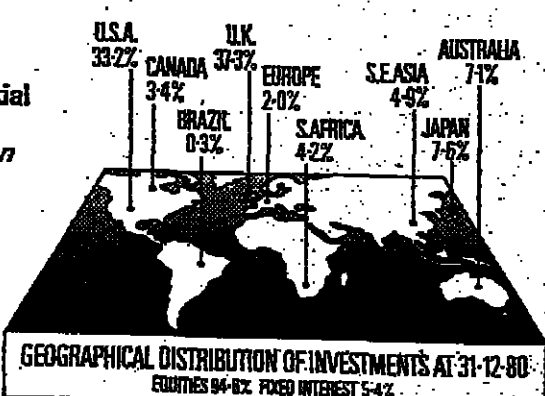 U.S.A.
33·2%
CANADA
3·4%
BRAZIL
0·3%
U.K.
37·3%
EUROPE
2·0%
S.AFRICA
4·2%
S.E.ASIA
4·9%
JAPAN
7·6%
AUSTRALIA
7·1%
GEOGRAPHICAL DISTRIBUTION OF INVESTMENTS AT 31·12·80
EQUITIES 94·6% FIXED INTEREST 5·4%